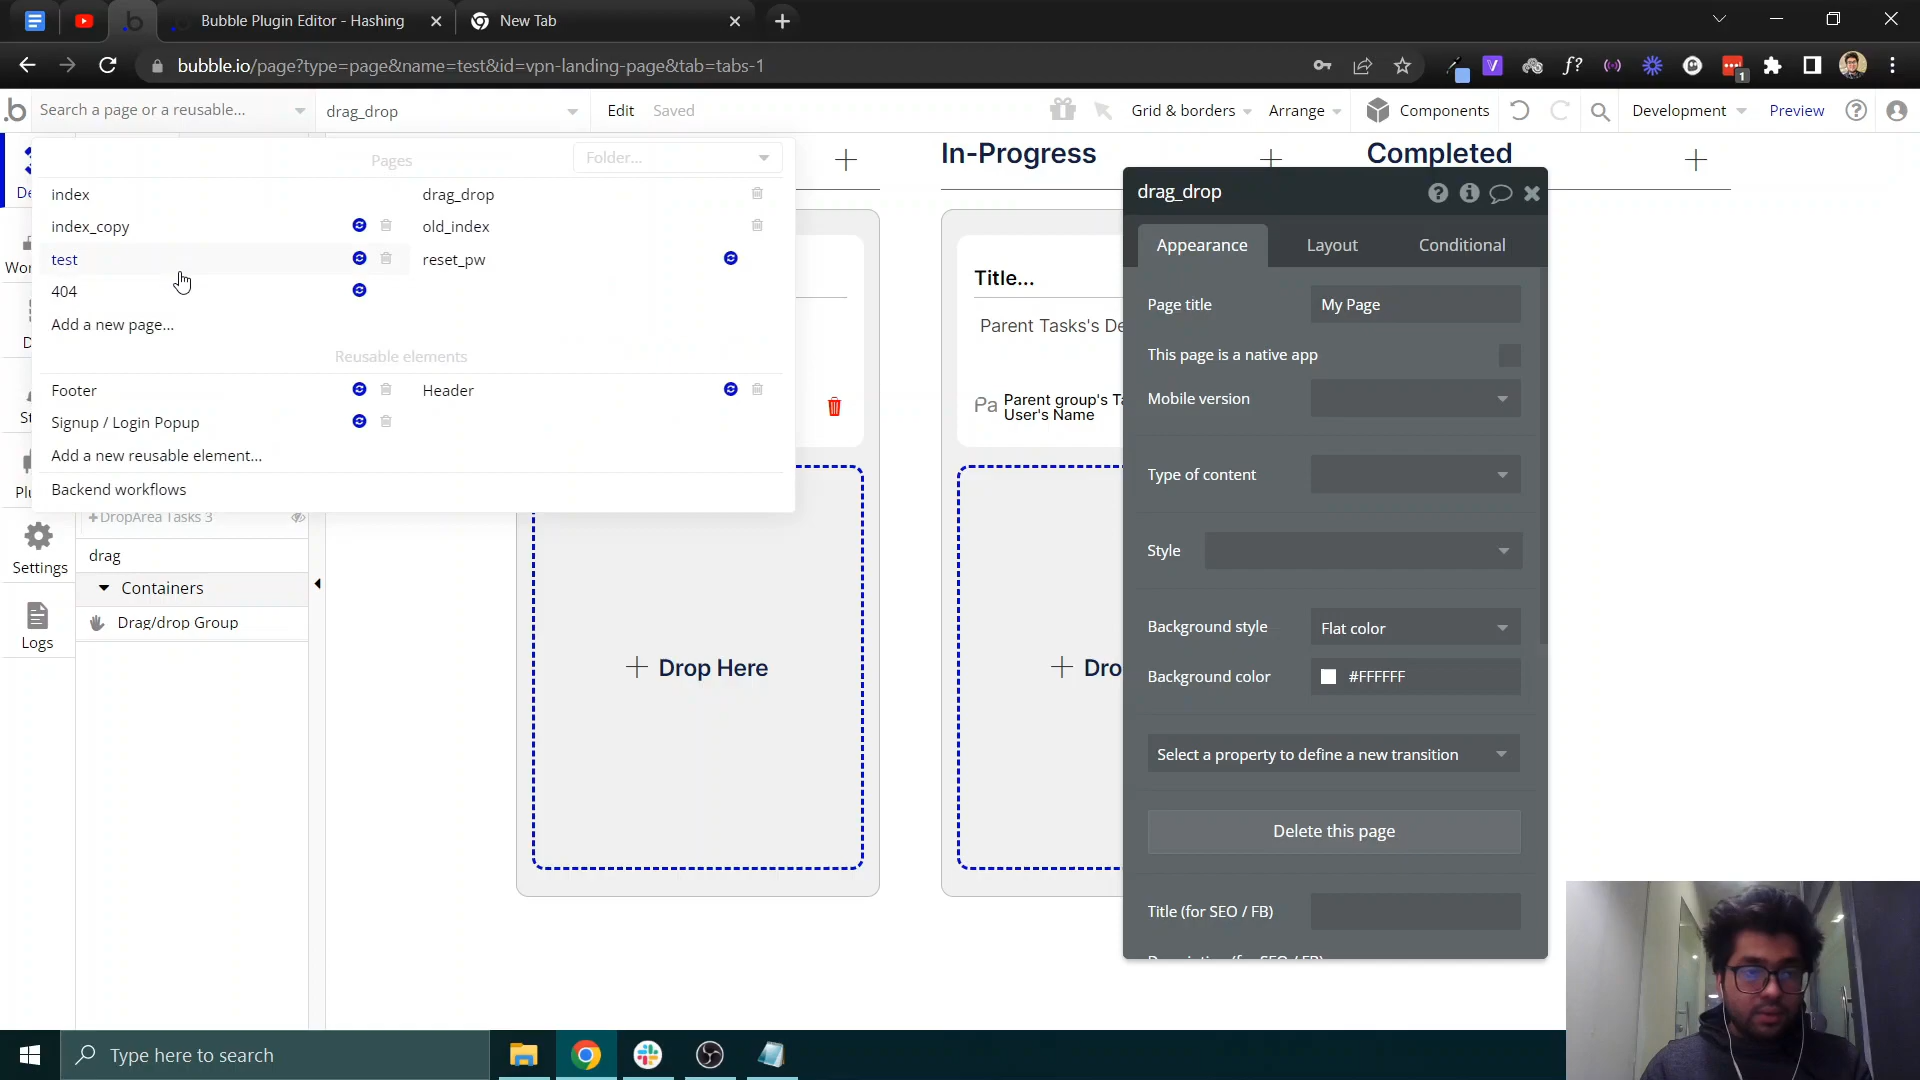 Bubble Plugin Editor - Hashing
New Tab
bubble.io/page?type=page&name=test&id=vpn-landing-page&tab=tabs-1
1
Search a page or a reusable...
drag_drop
Edit
Saved
Grid & borders
Arrange
Components
Development
Preview
Pages
Folder...
index
drag_drop
index_copy
old_index
test
reset_pw
404
Add a new page...
Reusable elements
Footer
Header
Signup / Login Popup
Add a new reusable element...
Backend workflows
DropArea Tasks 3
drag
Containers
Drag/drop Group
Settings
Logs
In-Progress
Completed
Title...
Parent Tasks's De
Pa
Parent group's Ta
User's Name
Drop Here
Dro
drag_drop
Appearance
Layout
Conditional
Page title
My Page
This page is a native app
Mobile version
Type of content
Style
Background style
Flat color
Background color
#FFFFFF
Select a property to define a new transition
Delete this page
Title (for SEO / FB)
Type here to search